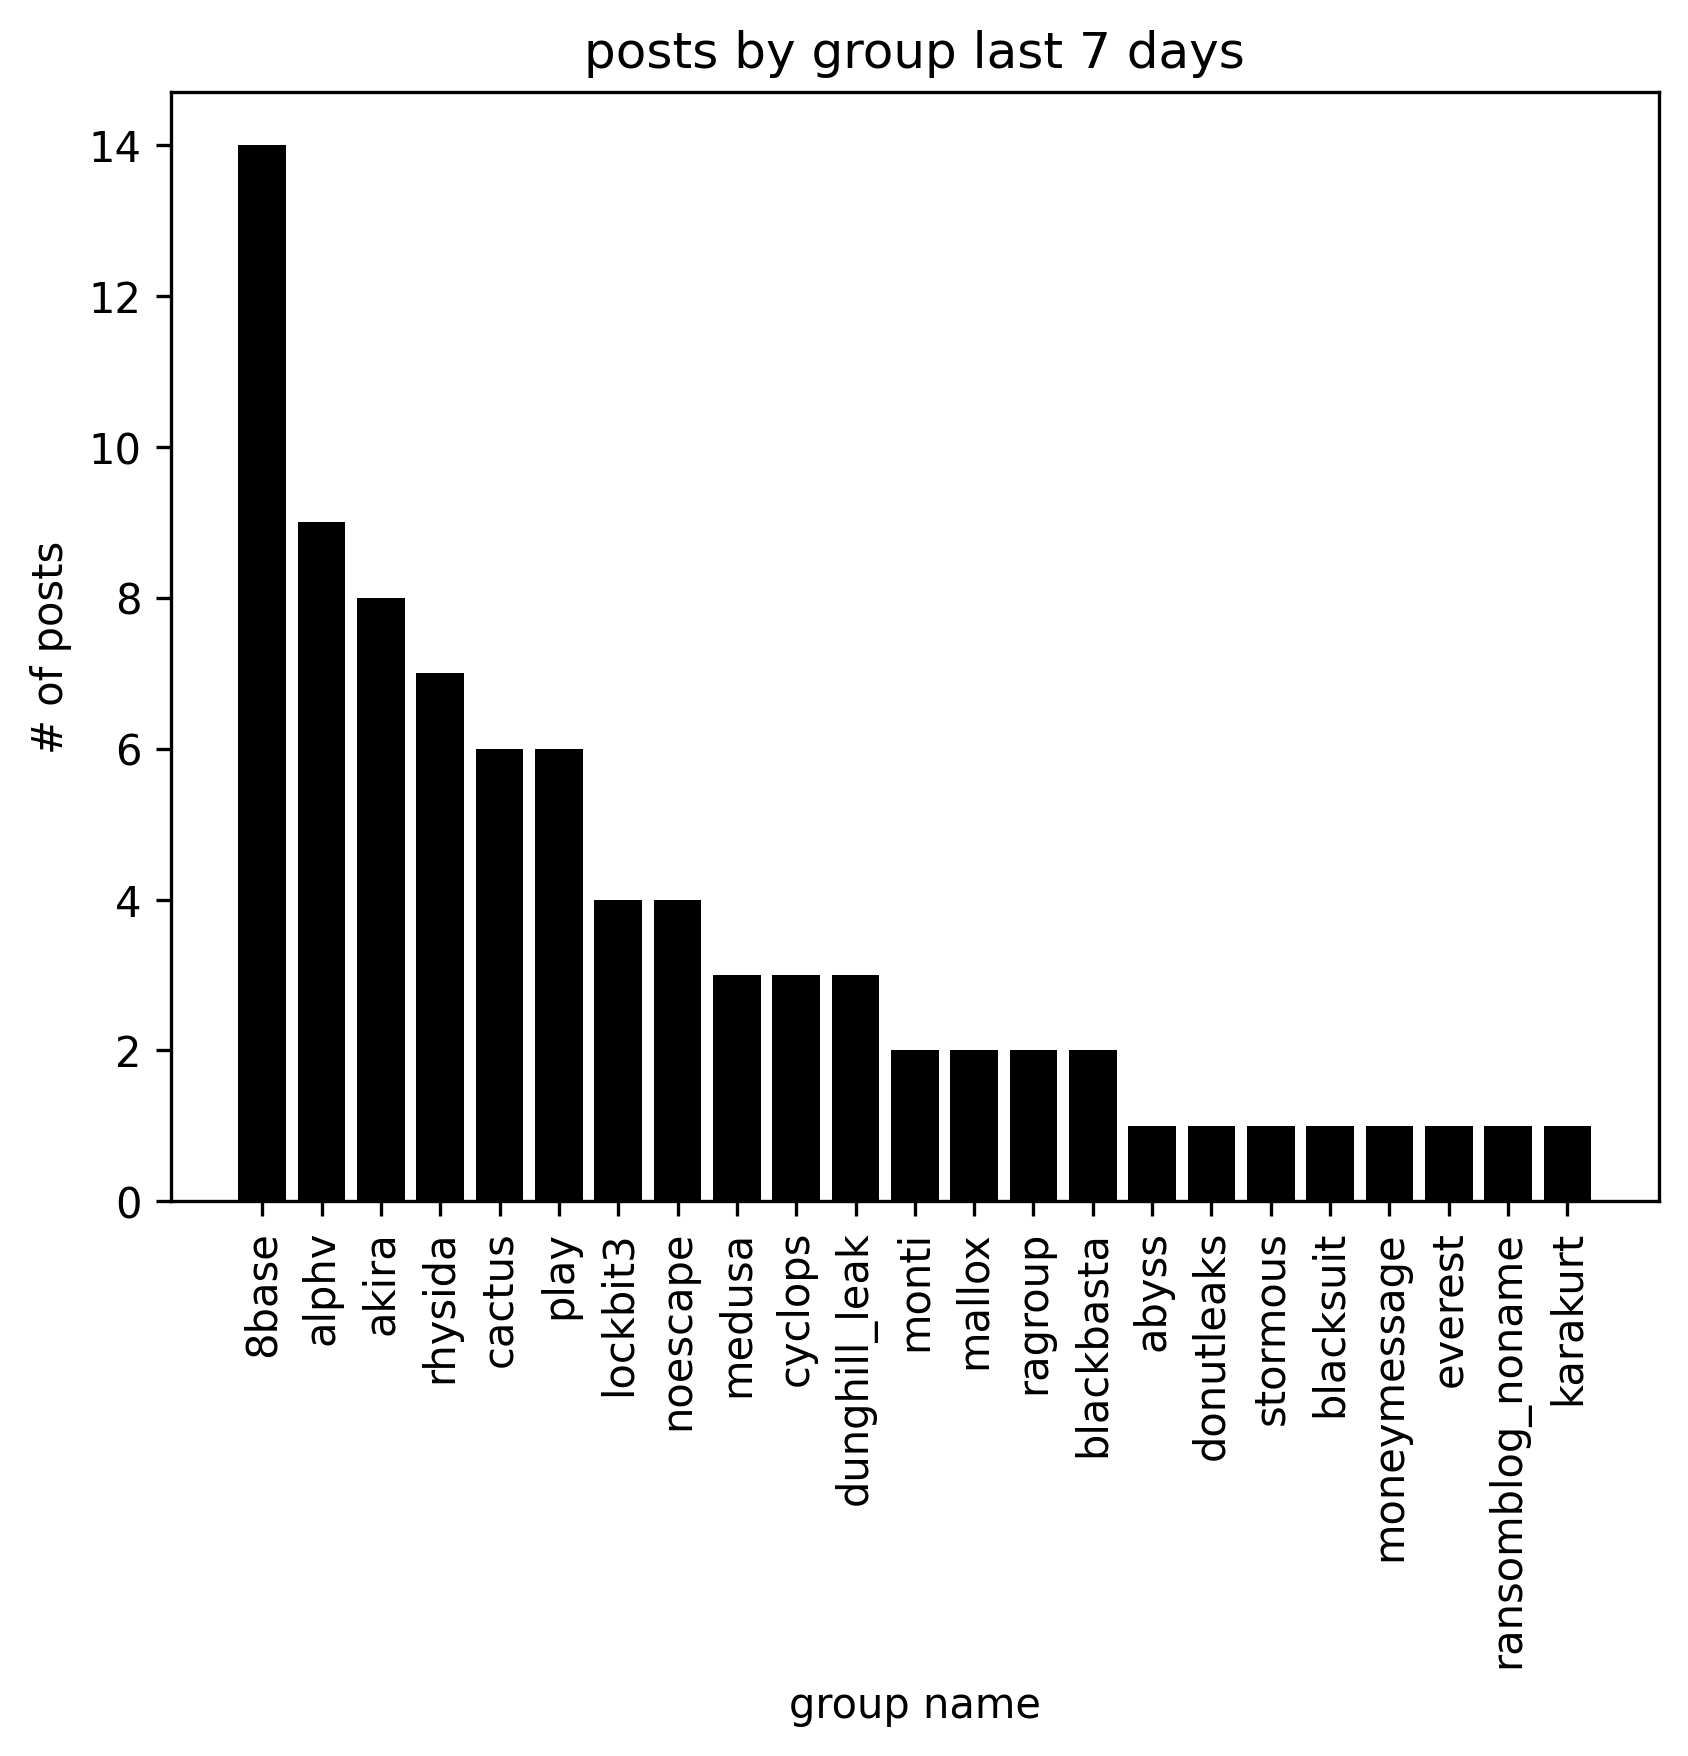 posts by group last 7 days
# of posts
14
12
10
8
6
4
2
0
8base
alphv
akira
rhysida
cactus
play
lockbit3
noescape
medusa
cyclops
dunghill_leak
monti
mallox
ragroup
blackbasta
abyss
donutleaks
stormous
blacksuit
moneymessage
everest
ransomblog_noname
karakurt
group name